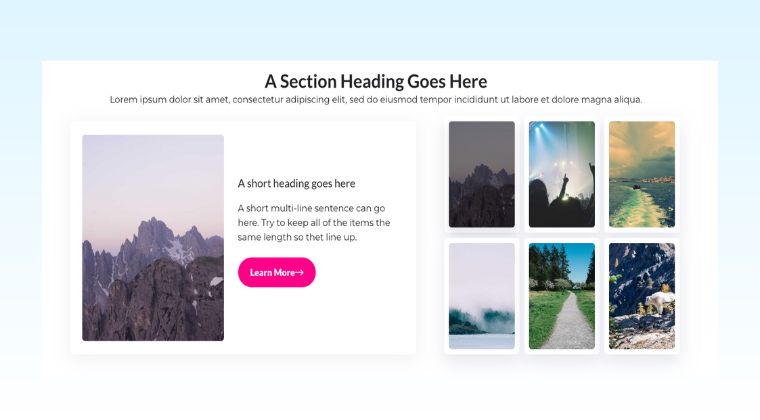 A Section Heading Goes Here
Lorem ipsum dolor sit amet, consectetur adipiscing elit, sed do eiusmod tempor incididunt ut labore et dolore magna aliqua.
A short heading goes here
A short multi-line sentence can go
here. Try to keep all of the items the
same length so thet line up.
Learn More→